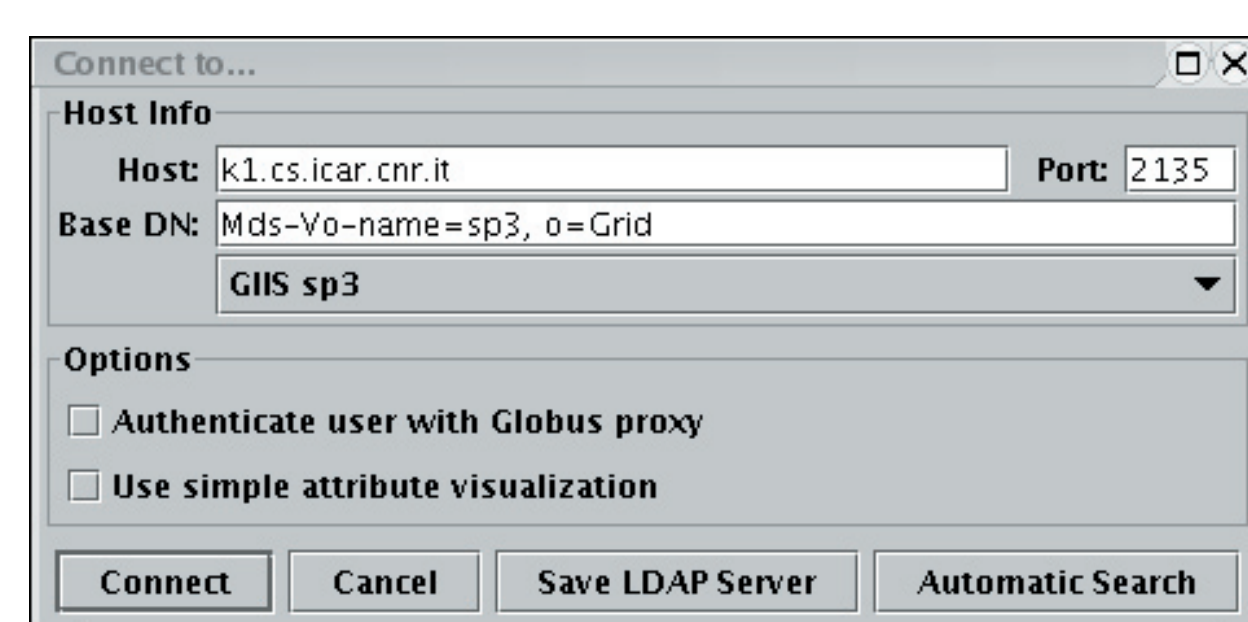 Connect to...
Host Info
Host: k1.cs.icar.cnr.it Port: 2135
Base DN: Mds-Vo-name=sp3, o=Grid
GIIS sp3
Options
Authenticate user with Globus proxy
Use simple attribute visualization
Connect Cancel Save LDAP Server Automatic Search